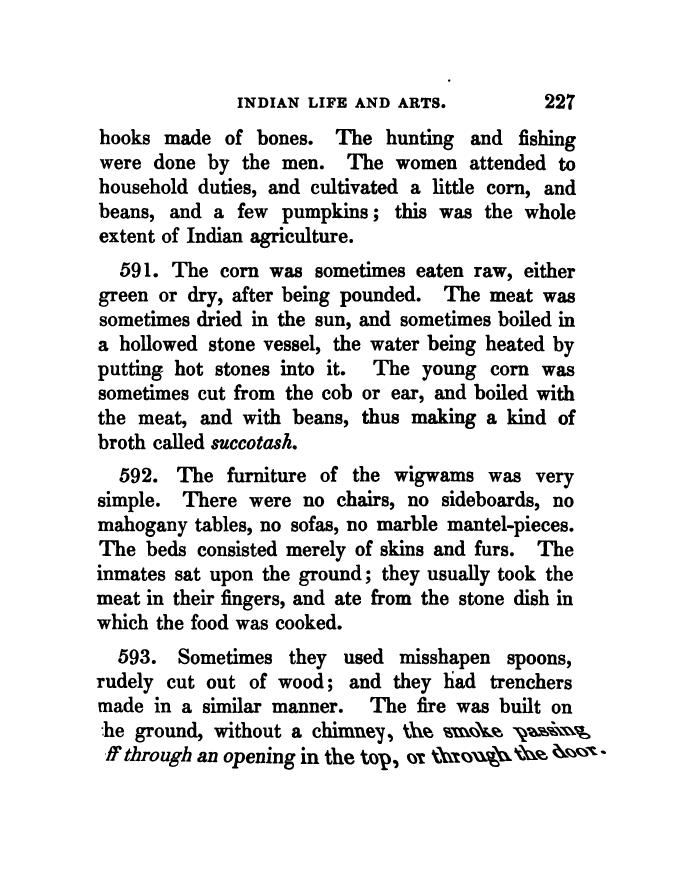 INDIAN LIFE AND ARTS. 227
hooks made of bones. The hunting and fishing
were done by the men. The women attended to
household duties, and cultivated a little corn, and
beans, and a few pumpkins; this was the whole
extent of Indian agriculture.
591. The corn was sometimes eaten raw, either
green or dry, after being pounded. The meat was
sometimes dried in the sun, and sometimes boiled in
a hollowed stone vessel, the water being heated by
putting hot stones into it. The young corn was
sometimes cut from the cob or ear, and boiled with
the meat, and with beans, thus making a kind of
broth called succotash.
592. The furniture of the wigwams was very
simple. There were no chairs, no sideboards, no
mahogany tables, no sofas, no marble mantel-pieces.
The beds consisted merely of skins and furs. The
inmates sat upon the ground; they usually took the
meat in their fingers, and ate from the stone dish in
which the food was cooked.
593. Sometimes they used misshapen spoons,
rudely cut out of wood; and they had trenchers
made in a similar manner. The fire was built on
he ground, without a chimney, the smoke passing
ff through an opening in the top, or through the door.